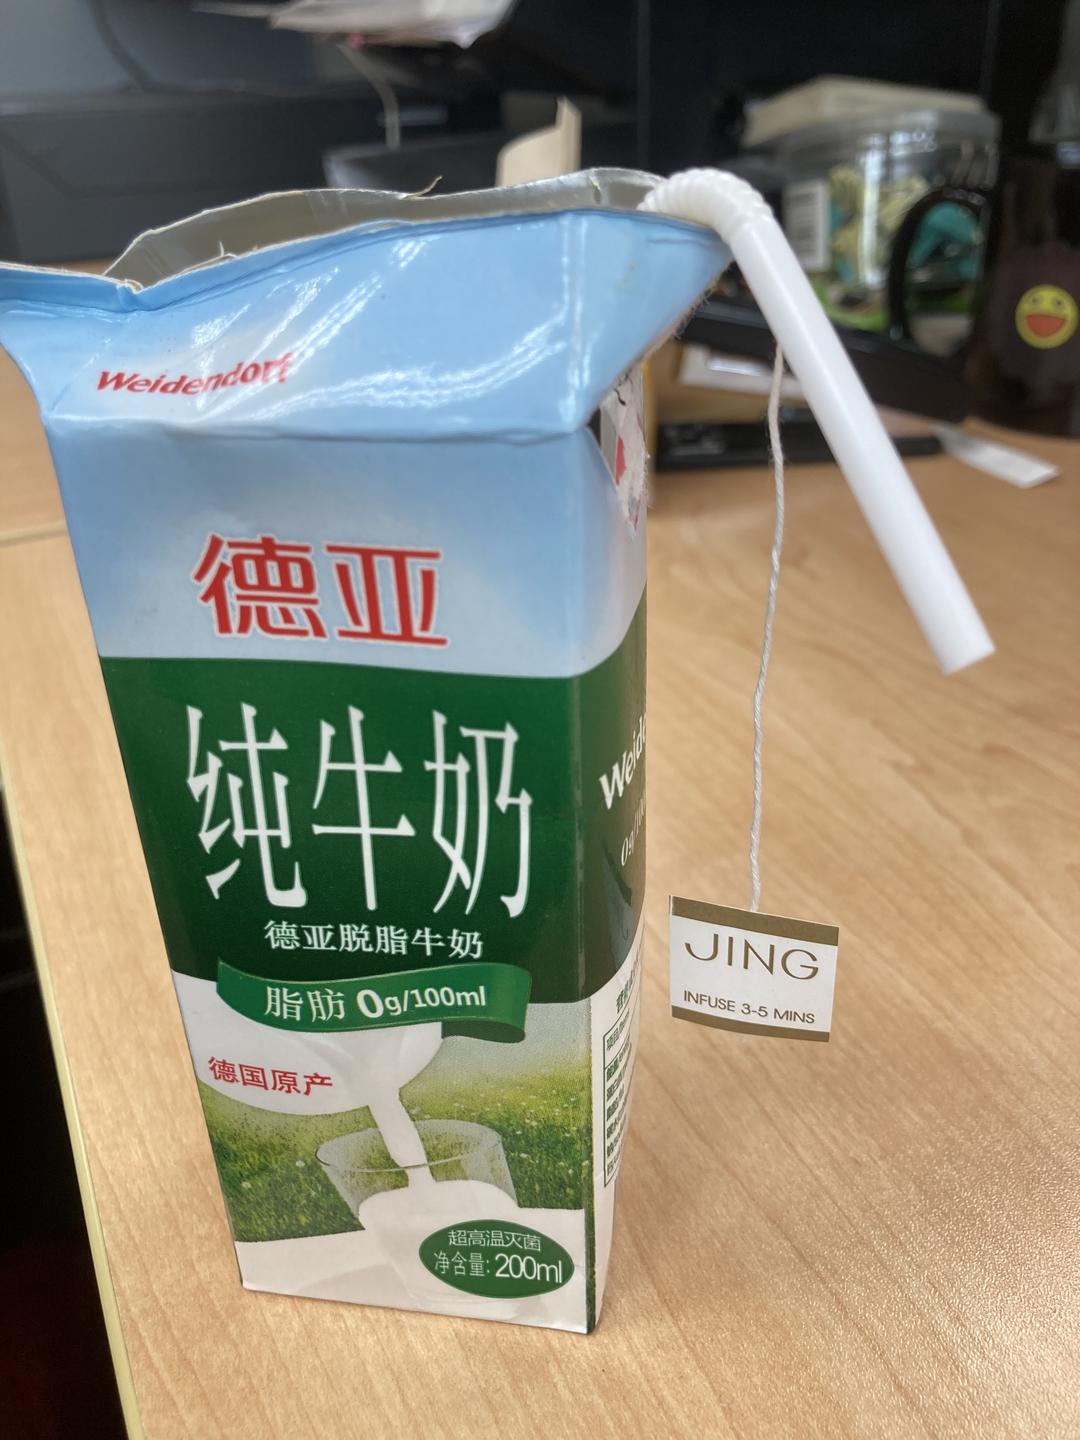 Weidendorf
德亚
纯牛奶
德亚脱脂牛奶
脂肪 0g/100ml
德国原产
超高温灭菌
净含量: 200ml
JING
INFUSE 3-5 MINS